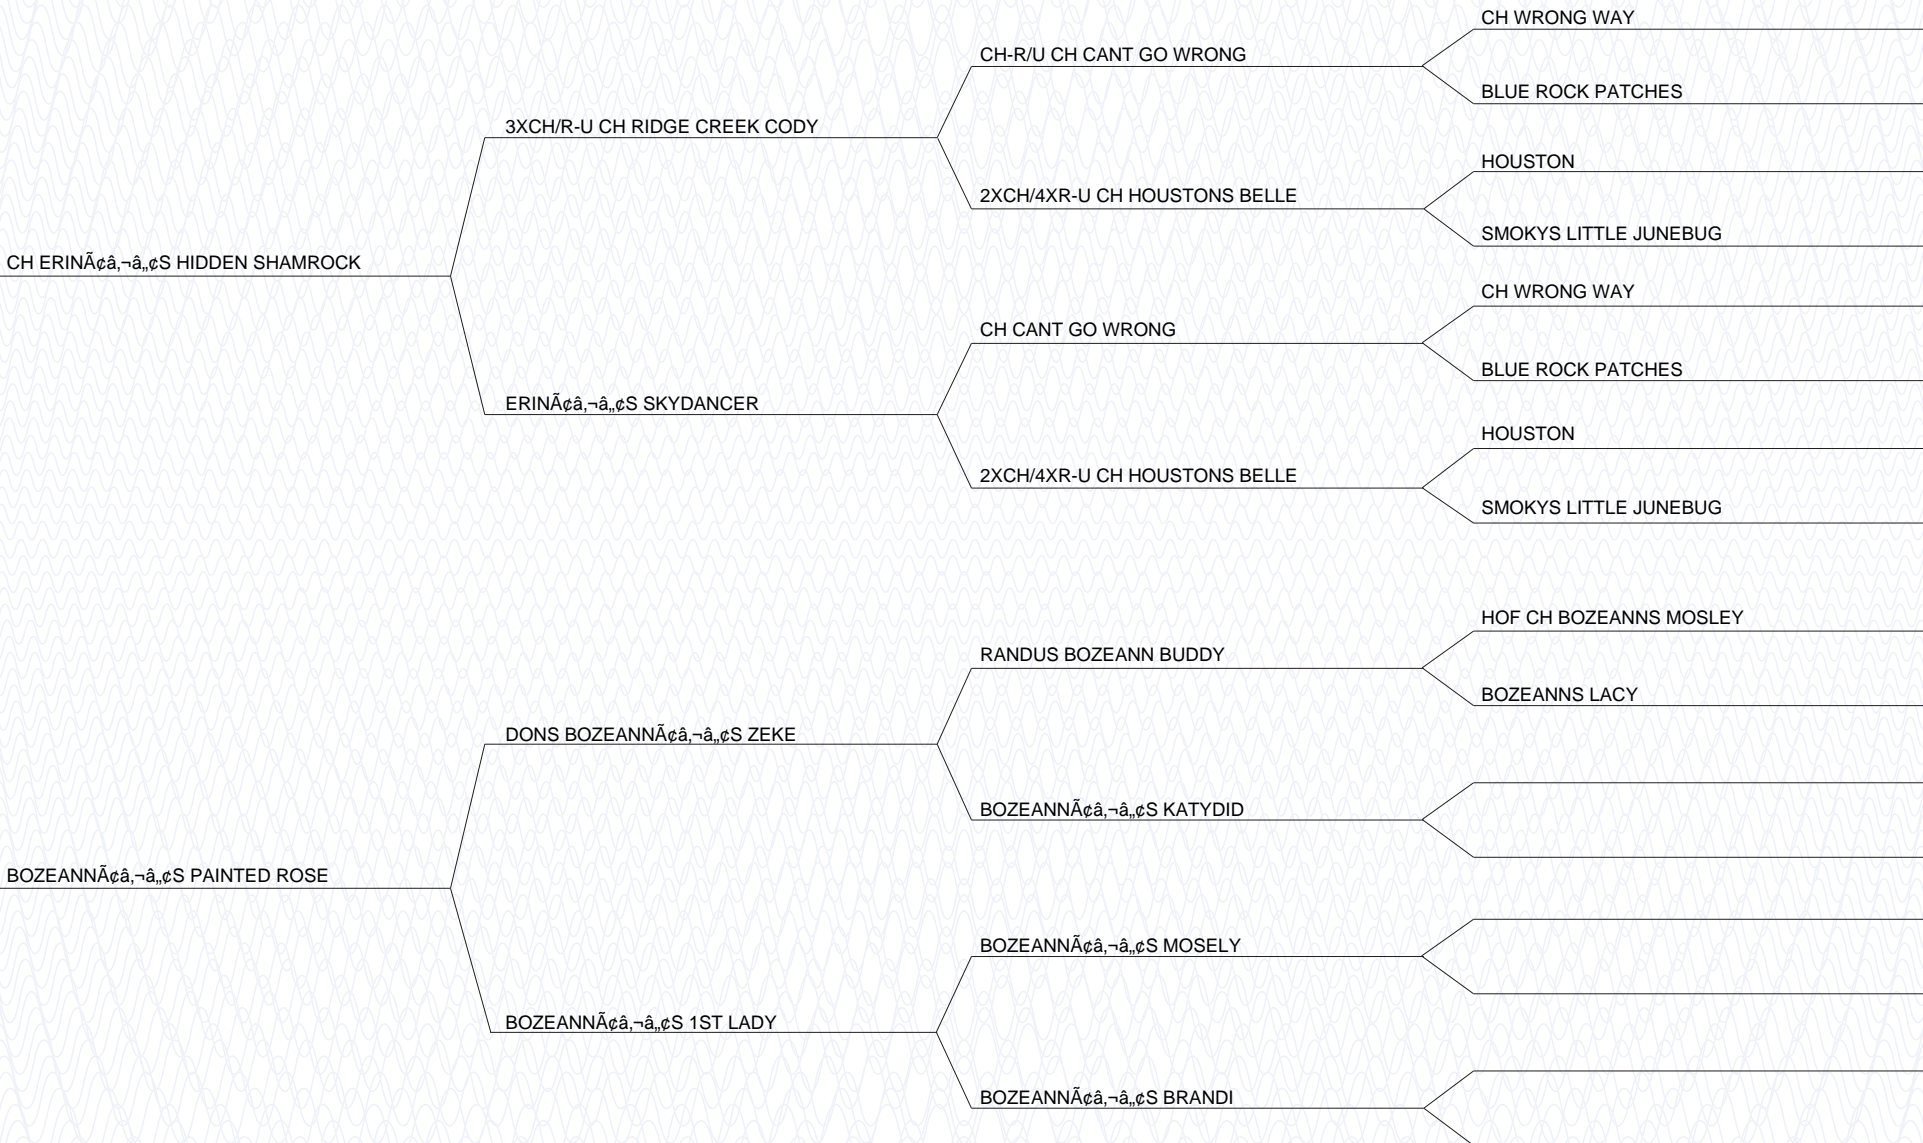 CH WRONG WAY
CH-R/U CH CANT GO WRONG
BLUE ROCK PATCHES
3XCH/R-U CH RIDGE CREEK CODY
HOUSTON
2XCH/4XR-U CH HOUSTONS BELLE
SMOKYS LITTLE JUNEBUG
CH ERINÃ¢â‚¬â„¢S HIDDEN SHAMROCK
CH WRONG WAY
CH CANT GO WRONG
BLUE ROCK PATCHES
ERINÃ¢â‚¬â„¢S SKYDANCER
HOUSTON
2XCH/4XR-U CH HOUSTONS BELLE
SMOKYS LITTLE JUNEBUG
HOF CH BOZEANNS MOSLEY
RANDUS BOZEANN BUDDY
BOZEANNS LACY
DONS BOZEANNÃ¢â‚¬â„¢S ZEKE
BOZEANNÃ¢â‚¬â„¢S KATYDID
BOZEANNÃ¢â‚¬â„¢S PAINTED ROSE
BOZEANNÃ¢â‚¬â„¢S MOSELY
BOZEANNÃ¢â‚¬â„¢S 1ST LADY
BOZEANNÃ¢â‚¬â„¢S BRANDI